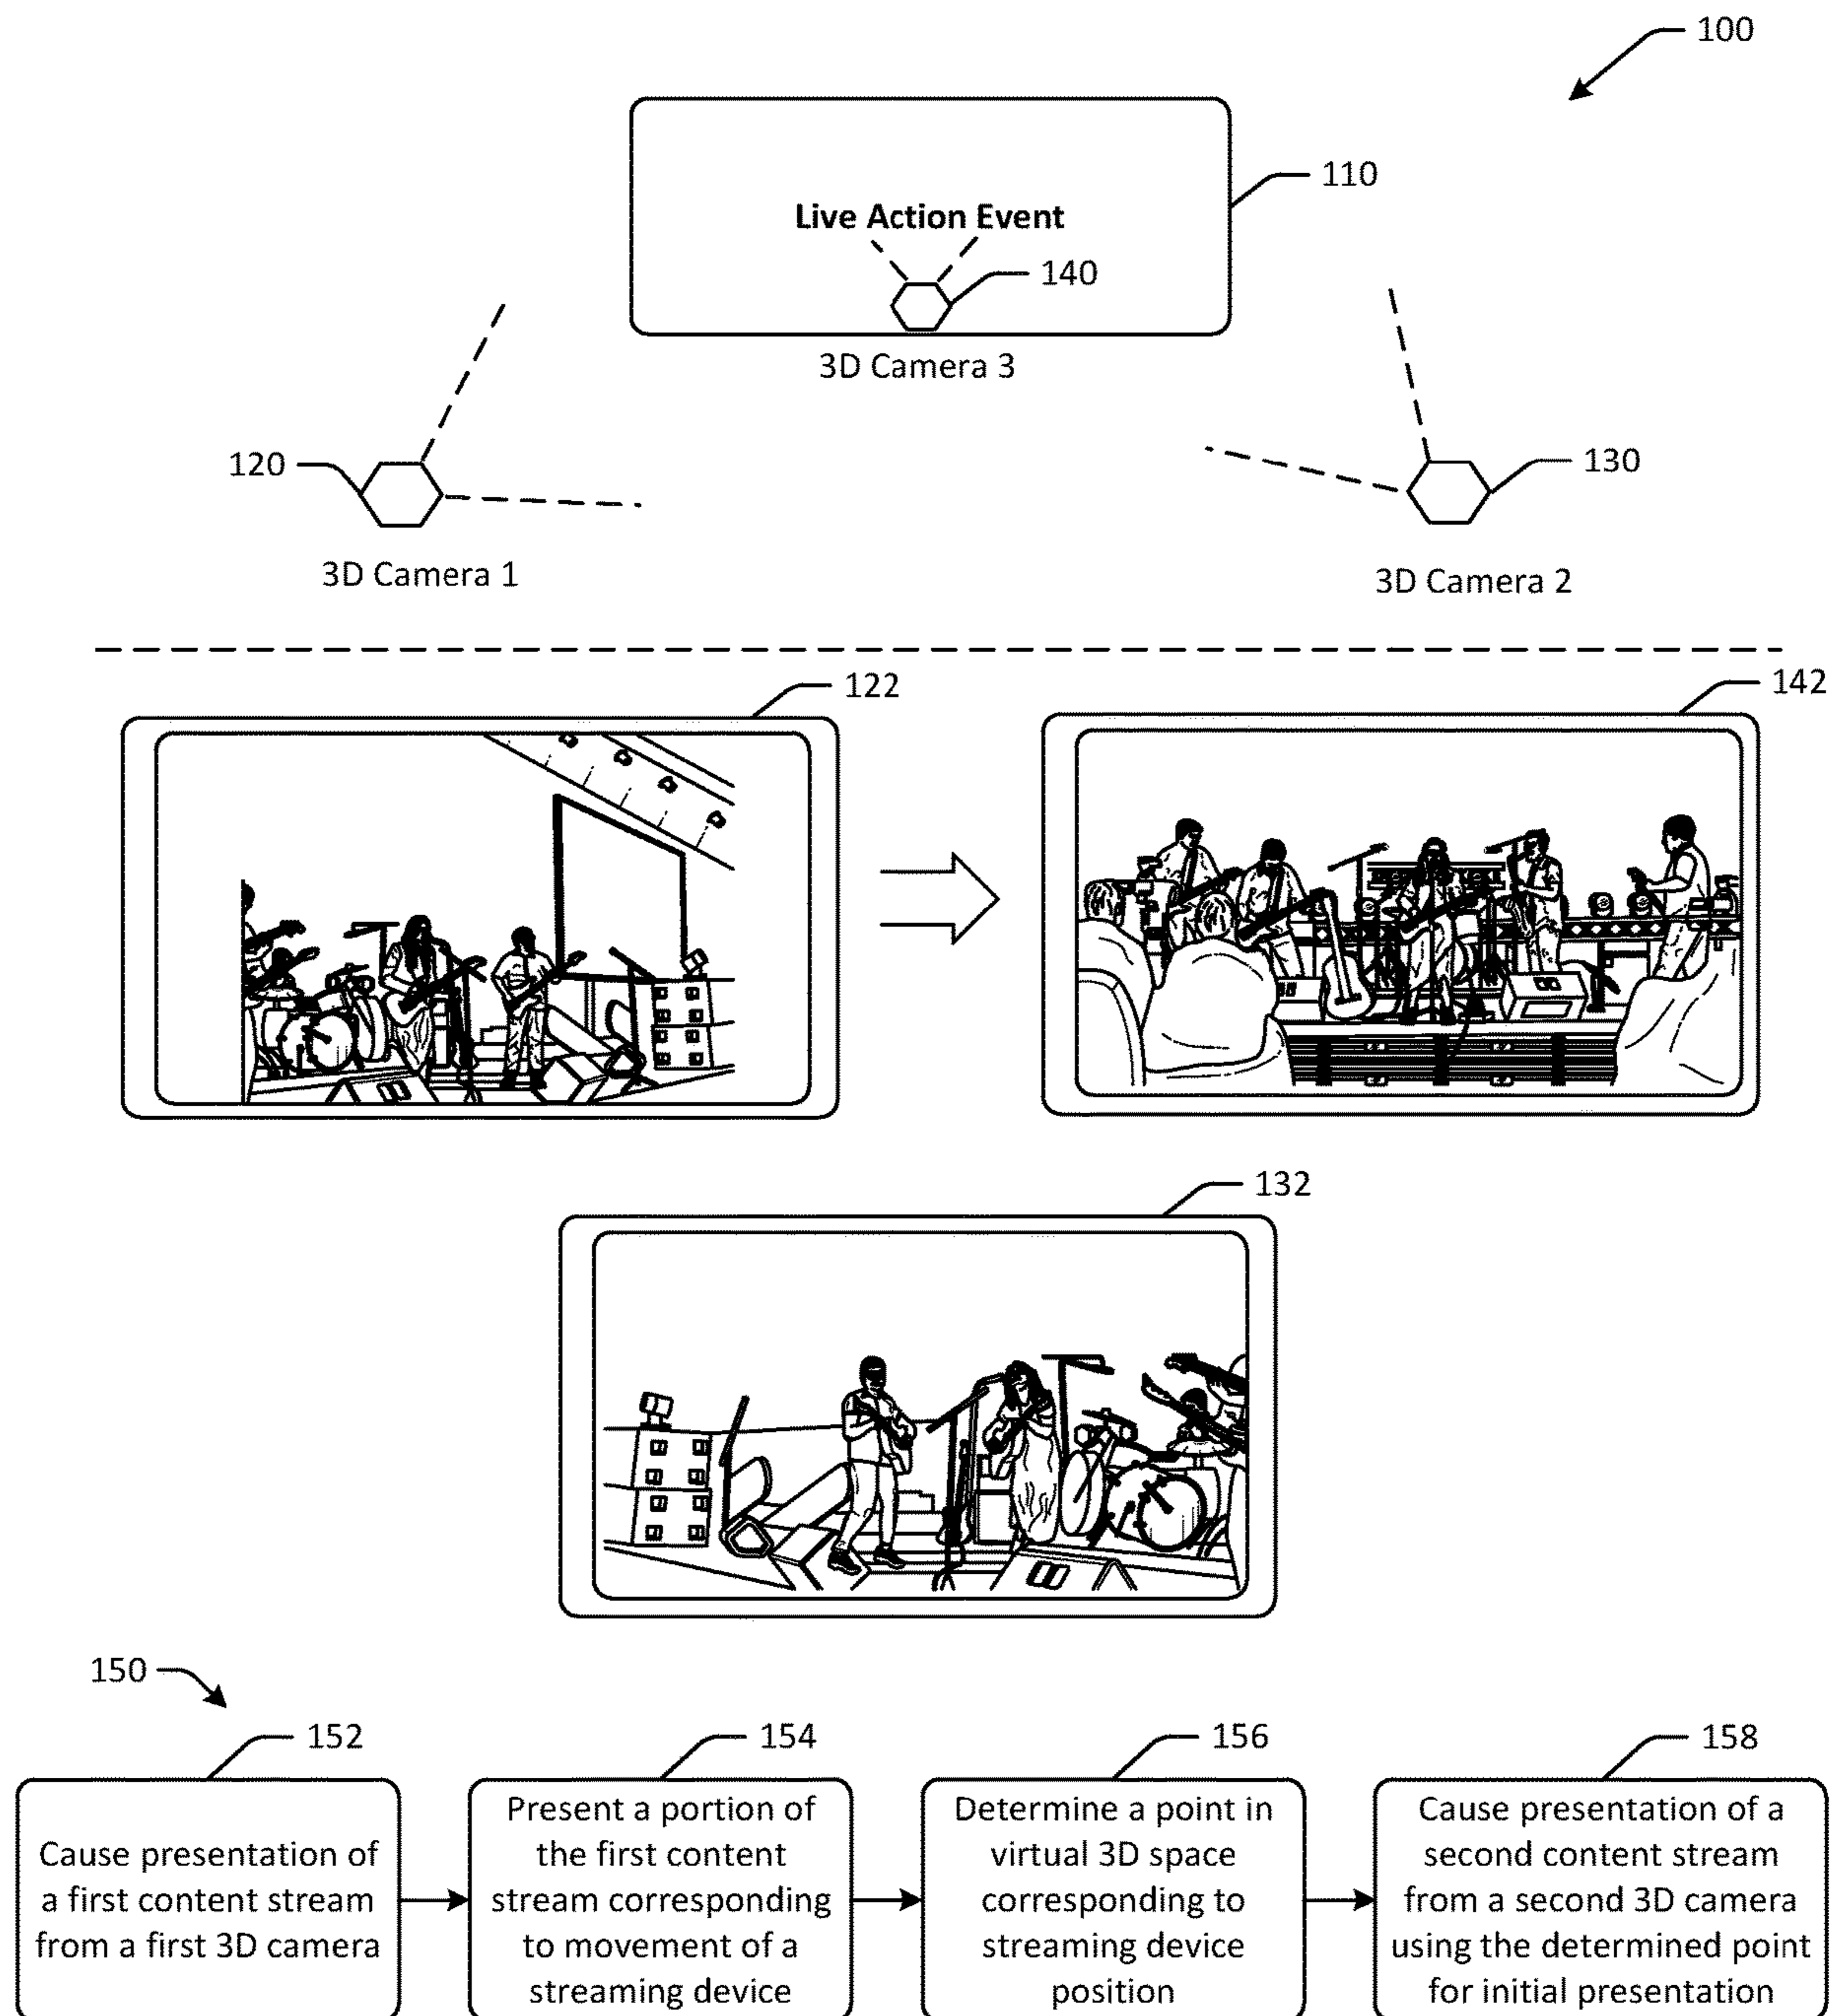 100
110
Live Action Event
140
3D Camera 3
120
130
3D Camera 1
3D Camera 2
122
142
132
150
152
154
156
158
Cause presentation of
a first content stream
from a first 3D camera
Present a portion of
the first content
stream corresponding
to movement of a
streaming device
Determine a point in
virtual 3D space
corresponding to
streaming device
position
Cause presentation of a
second content stream
from a second 3D camera
using the determined point
for initial presentation